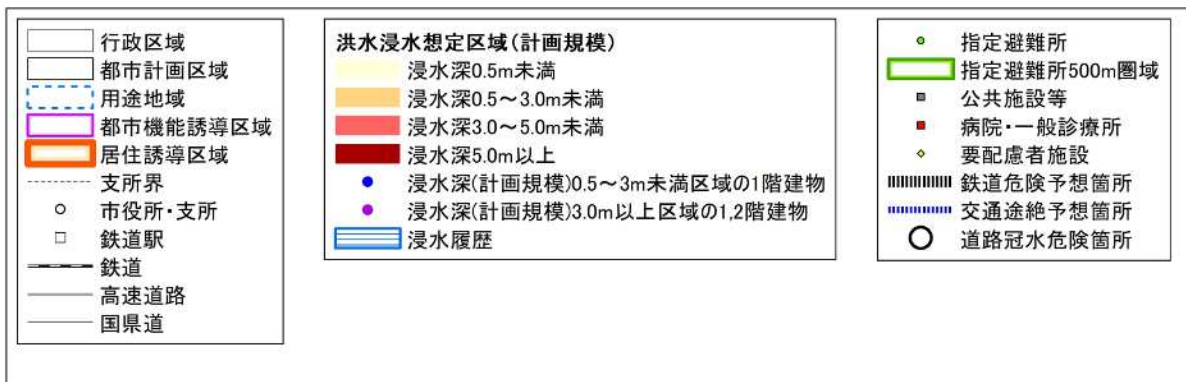 行政区域
都市計画区域
用途地域
都市機能誘導区域
居住誘導区域
支所界
市役所・支所
鉄道駅
鉄道
高速道路
国県道
洪水浸水想定区域(計画規模)
浸水深0.5m未満
浸水深0.5～3.0m未満
浸水深3.0～5.0m未満
浸水深5.0m以上
浸水深(計画規模)0.5～3m未満区域の1階建物
浸水深(計画規模)3.0m以上区域の1,2階建物
浸水履歴
指定避難所
指定避難所500m圏域
公共施設等
病院・一般診療所
要配慮者施設
鉄道危険予想箇所
交通途絶予想箇所
道路冠水危険箇所